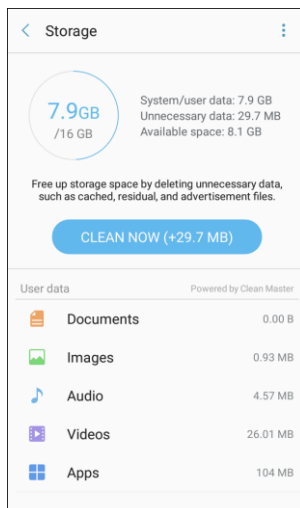 Storage
7.9GB
/16 GB
System/user data: 7.9 GB
Unnecessary data: 29.7 MB
Available space: 8.1 GB
Free up storage space by deleting unnecessary data,
such as cached, residual, and advertisement files.
CLEAN NOW (+29.7 MB)
User data
Powered by Clean Master
Documents 0.00 B
Images 0.93 MB
Audio 4.57 MB
Videos 26.01 MB
Apps 104 MB